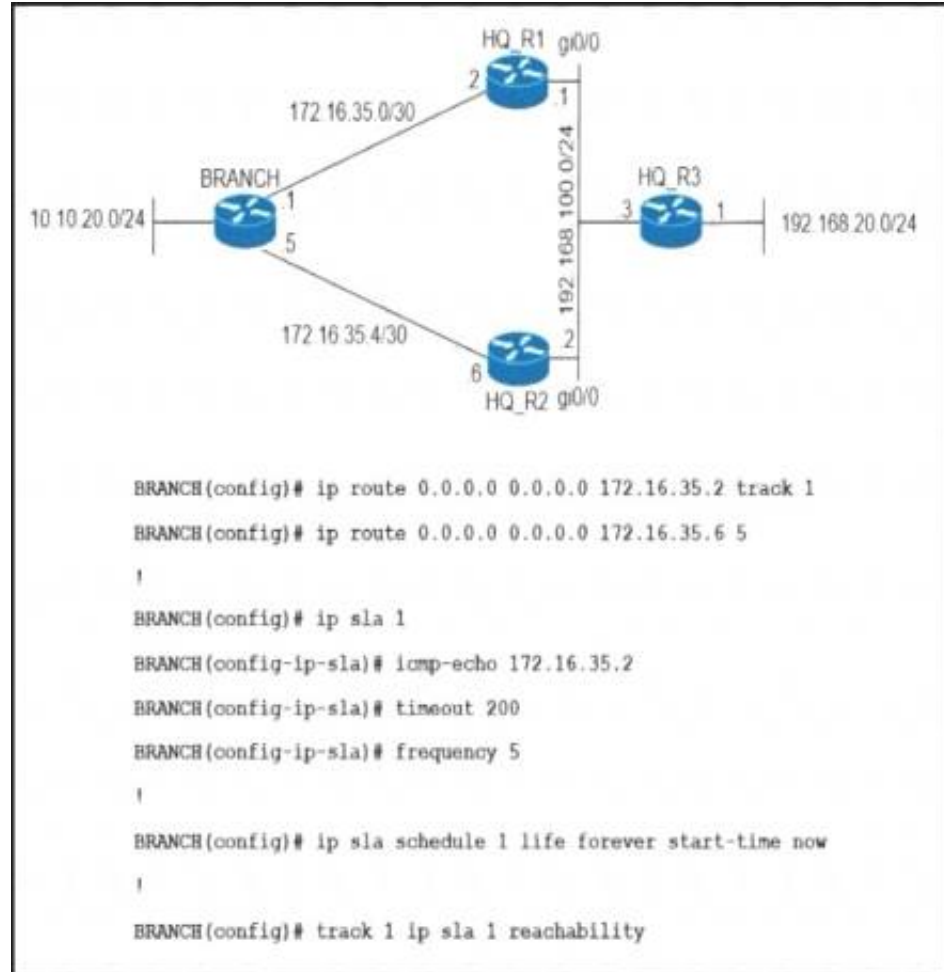 HQ_R1 gi0/0
2
.1
172.16.35.0/30
BRANCH
.1
10 10.20.0/24
5
192.168.100.0/24
HQ_R3
3
1
192.168.20.0/24
172 16 35.4/30
2
6
HQ_R2 gi0/0
BRANCH(config)# ip route 0.0.0.0 0.0.0.0 172.16.35.2 track 1
BRANCH(config)# ip route 0.0.0.0 0.0.0.0 172.16.35.6 5
!
BRANCH(config)# ip sla 1
BRANCH(config-ip-sla)# icmp-echo 172.16.35.2
BRANCH(config-ip-sla)# timeout 200
BRANCH(config-ip-sla)# frequency 5
!
BRANCH(config)# ip sla schedule 1 life forever start-time now
!
BRANCH(config)# track 1 ip sla 1 reachability